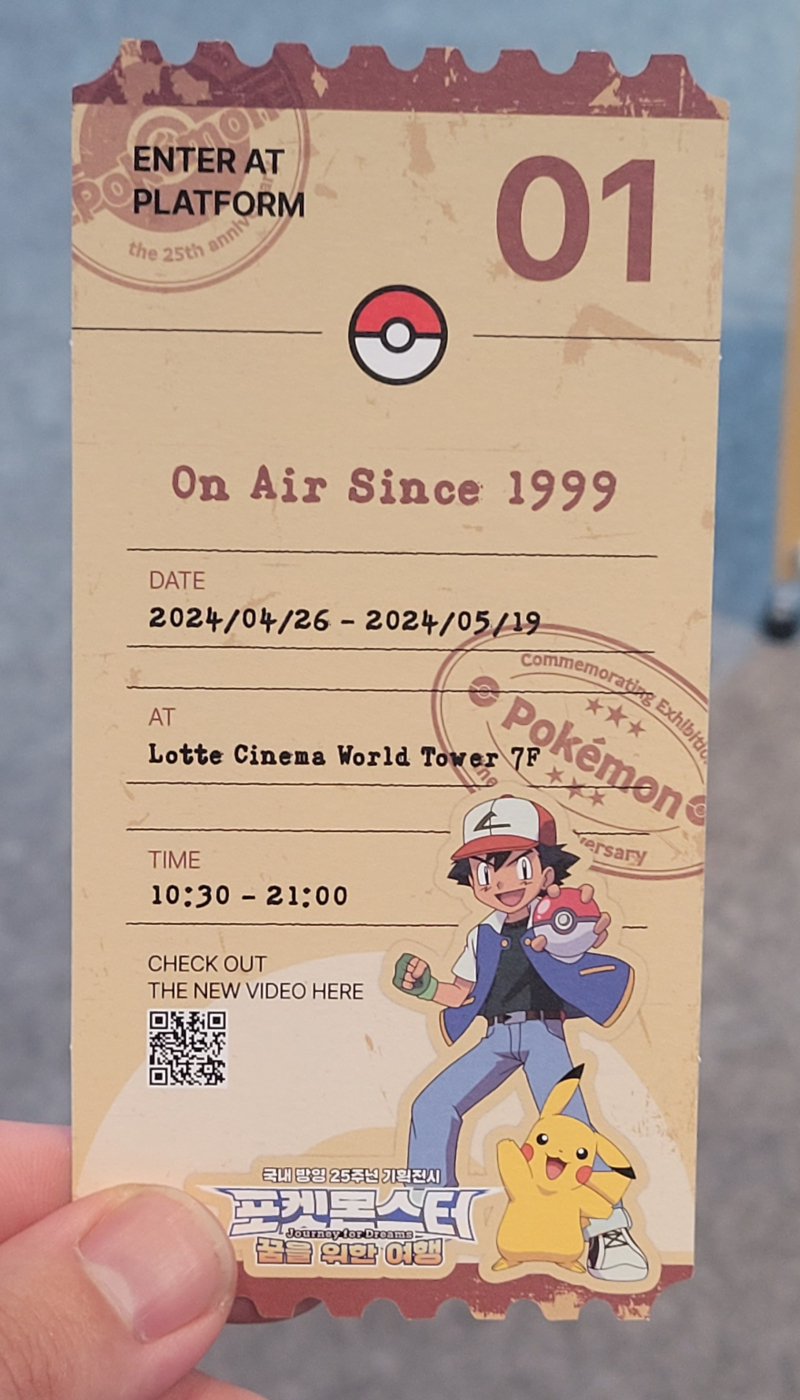 Pokémon
the 25th
ENTER AT
PLATFORM
01
On Air Since 1999
DATE
2024/04/26 - 2024/05/19
Commemorating
Pokémon
AT
Lotte Cinema World Tower 7F
TIME
10:30 - 21:00
CHECK OUT
THE NEW VIDEO HERE
국내 방영 25주년 기획전시
포켓몬스터
Journey for Dreams
꿈을 위한 여행